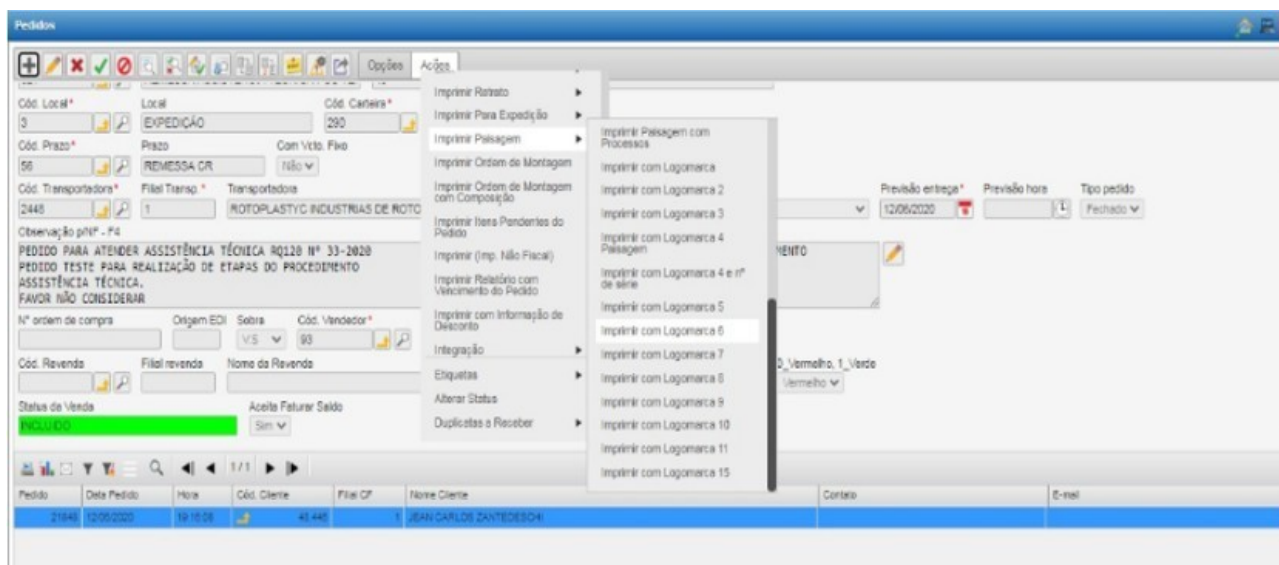 Pedidos
Opções Ações
Cód. Local* Local Cód. Carteira*
3 EXPEDIÇÃO 290
Cód. Prazo* Prazo Com Vcto. Fixo
56 REMESSA CR Não
Cód. Transportadora* Filial Transp. * Transportadora Previsão entrega* Previsão hora Tipo pedido
2448 1 ROTOPLASTYC INDUSTRIAS DE ROTO 12/06/2020 Fechado
Observação p/NF - F4
PEDIDO PARA ATENDER ASSISTÊNCIA TÉCNICA RQ120 Nº 33-2020
PEDIDO TESTE PARA REALIZAÇÃO DE ETAPAS DO PROCEDIMENTO
ASSISTÊNCIA TÉCNICA.
FAVOR NÃO CONSIDERAR
IENTO
Nº ordem de compra Origem EDI Sobra Cód. Vendedor*
V.S 93
Cód. Revenda Filial revenda Nome da Revenda 0_Vermelho, 1_Verde
Vermelho
Status da Venda Aceita Faturar Saldo
INCLUIDO Sim
Imprimir Retrato
Imprimir Para Expedição
Imprimir Paisagem
Imprimir Ordem de Montagem
Imprimir Ordem de Montagem
com Composição
Imprimir Itens Pendentes do
Pedido
Imprimir (Imp. Não Fiscal)
Imprimir Relatório com
Vencimento do Pedido
Imprimir com Informação de
Desconto
Integração
Etiquetas
Alterar Status
Duplicatas a Receber
Imprimir Paisagem com
Processos
Imprimir com Logomarca
Imprimir com Logomarca 2
Imprimir com Logomarca 3
Imprimir com Logomarca 4
Paisagem
Imprimir com Logomarca 4 e nº
de série
Imprimir com Logomarca 5
Imprimir com Logomarca 6
Imprimir com Logomarca 7
Imprimir com Logomarca 8
Imprimir com Logomarca 9
Imprimir com Logomarca 10
Imprimir com Logomarca 11
Imprimir com Logomarca 15
1/1
Pedido Data Pedido Hora Cód. Cliente Filial CF Nome Cliente Contato E-mail
12/05/2020 1 JEAN CARLOS ZANTEDESCHI